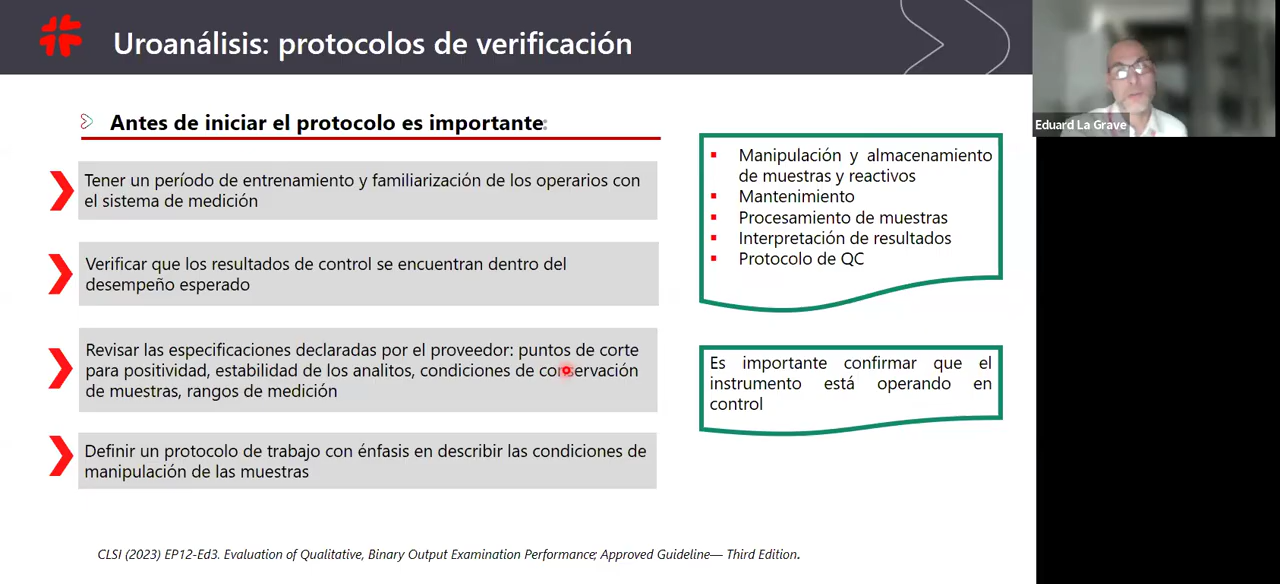 Uroanálisis: protocolos de verificación
Eduard La Grave
Antes de iniciar el protocolo es importante:
Tener un período de entrenamiento y familiarización de los operarios con
el sistema de medición
Verificar que los resultados de control se encuentran dentro del
desempeño esperado
Revisar las especificaciones declaradas por el proveedor: puntos de corte
para positividad, estabilidad de los analitos, condiciones de conservación
de muestras, rangos de medición
Definir un protocolo de trabajo con énfasis en describir las condiciones de
manipulación de las muestras
Manipulación y almacenamiento
de muestras y reactivos
Mantenimiento
Procesamiento de muestras
Interpretación de resultados
Protocolo de QC
Es importante confirmar que el
instrumento está operando en
control
CLSI (2023) EP12-Ed3. Evaluation of Qualitative, Binary Output Examination Performance; Approved Guideline— Third Edition.